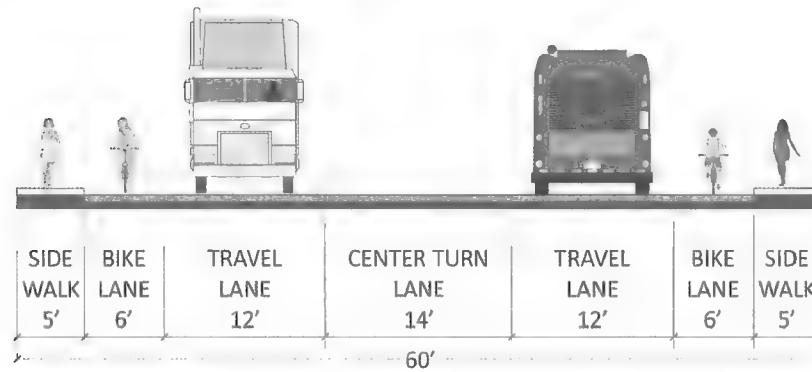 SIDE WALK 5'
BIKE LANE 6'
TRAVEL LANE 12'
CENTER TURN LANE 14'
TRAVEL LANE 12'
BIKE LANE 6'
SIDE WALK 5'
60'